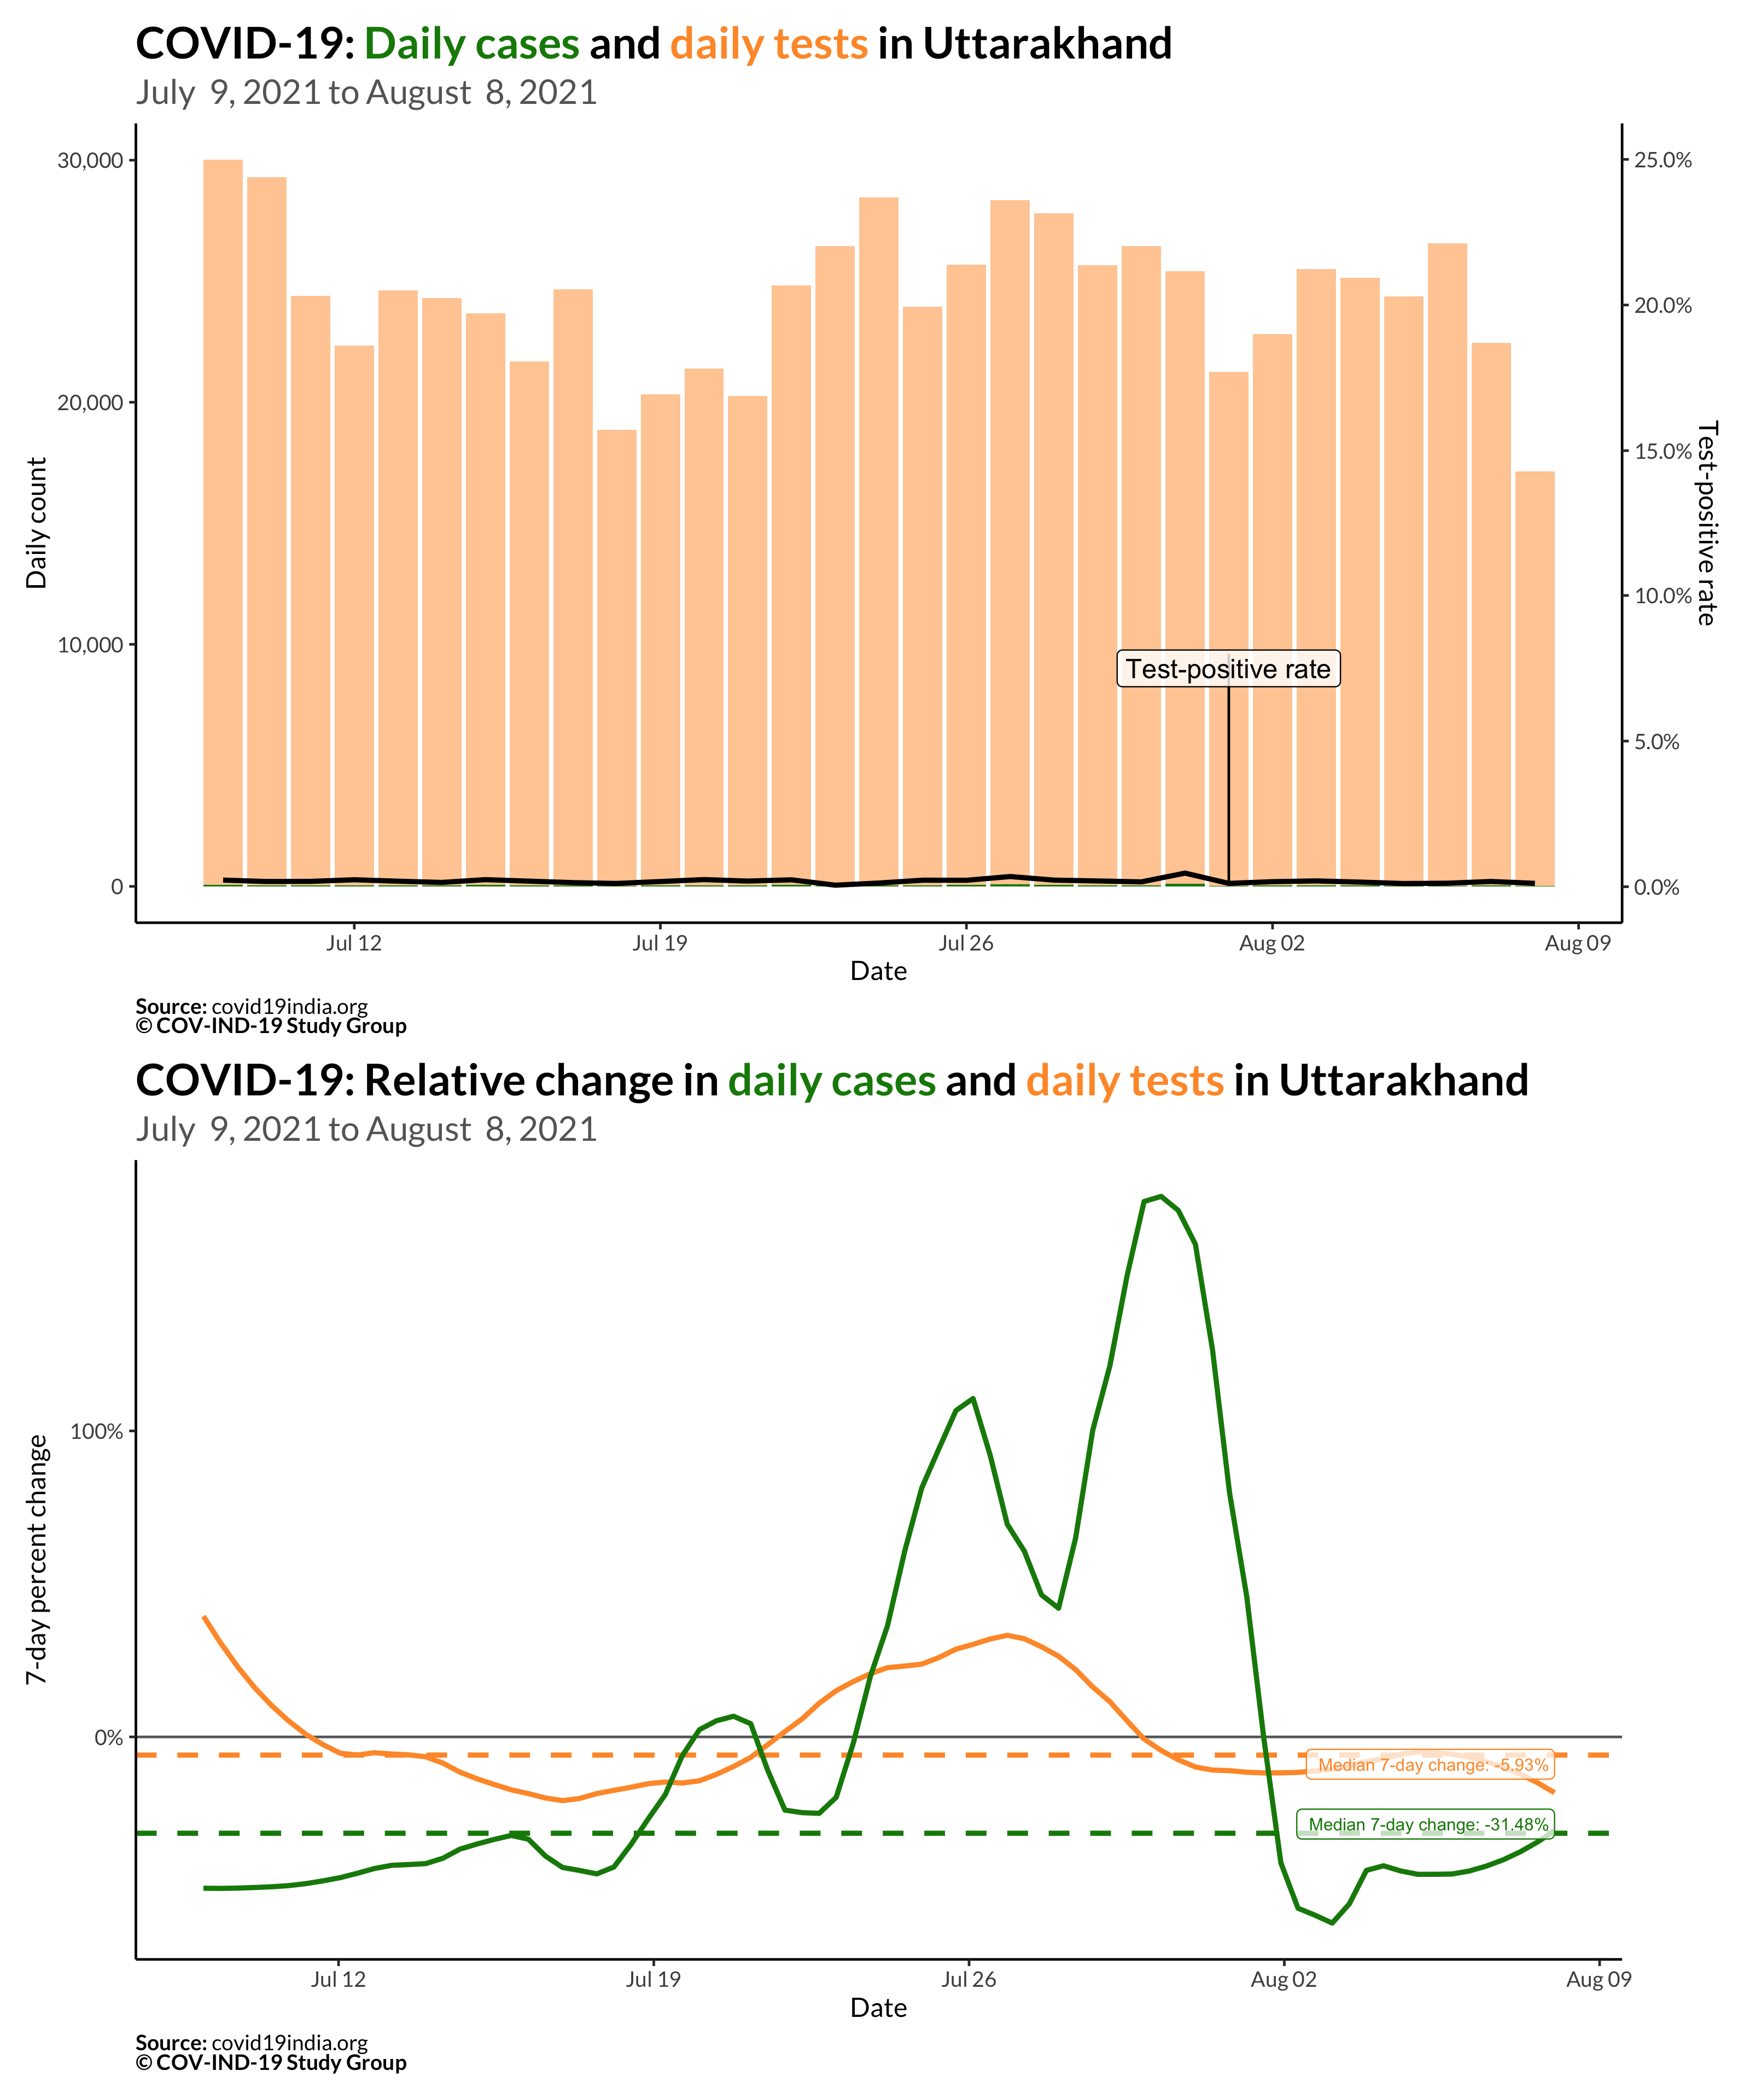 COVID-19: Daily cases and daily tests in Uttarakhand
July 9, 2021 to August 8, 2021
30,000
20,000
10,000
0
Daily count
25.0%
20.0%
15.0%
10.0%
5.0%
0.0%
Test-positive rate
Test-positive rate
Jul 12
Jul 19
Jul 26
Aug 02
Aug 09
Date
Source: covid19india.org
© COV-IND-19 Study Group
COVID-19: Relative change in daily cases and daily tests in Uttarakhand
July 9, 2021 to August 8, 2021
100%
0%
7-day percent change
Median 7-day change: -5.93%
Median 7-day change: -31.48%
Jul 12
Jul 19
Jul 26
Aug 02
Aug 09
Date
Source: covid19india.org
© COV-IND-19 Study Group